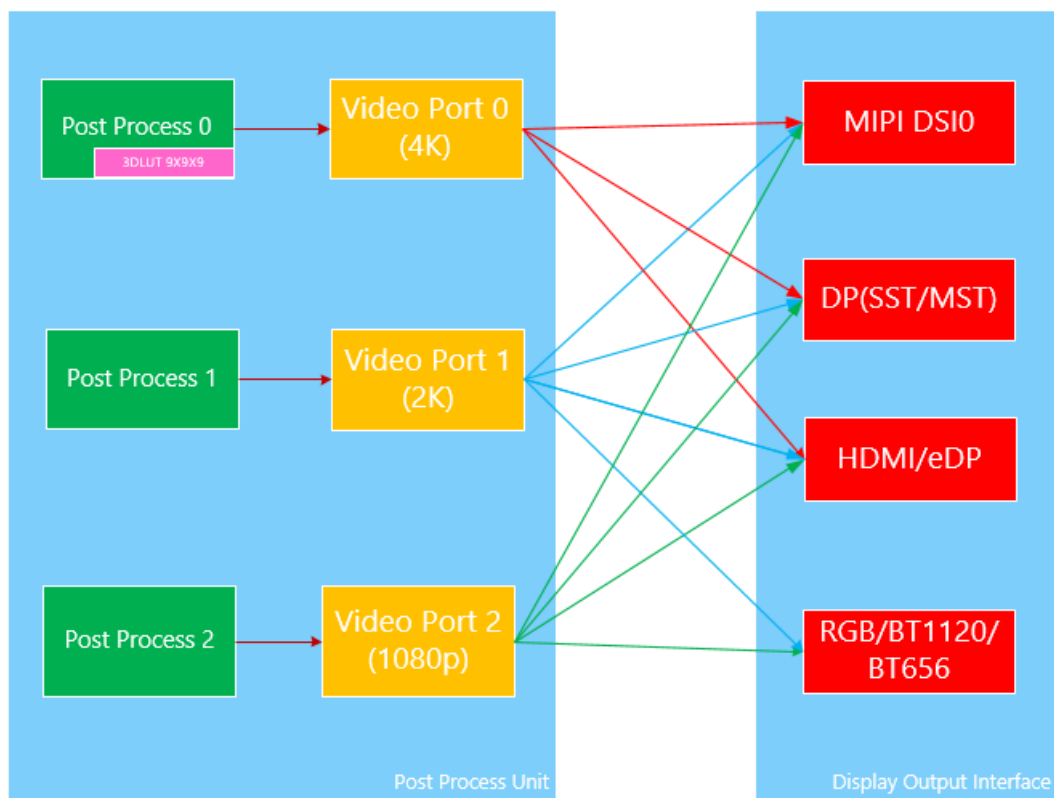 Post Process 0
3DLUT 9X9X9
Video Port 0
(4K)
MIPI DSI0
DP(SST/MST)
Post Process 1
Video Port 1
(2K)
HDMI/eDP
Post Process 2
Video Port 2
(1080p)
RGB/BT1120/
BT656
Post Process Unit
Display Output Interface